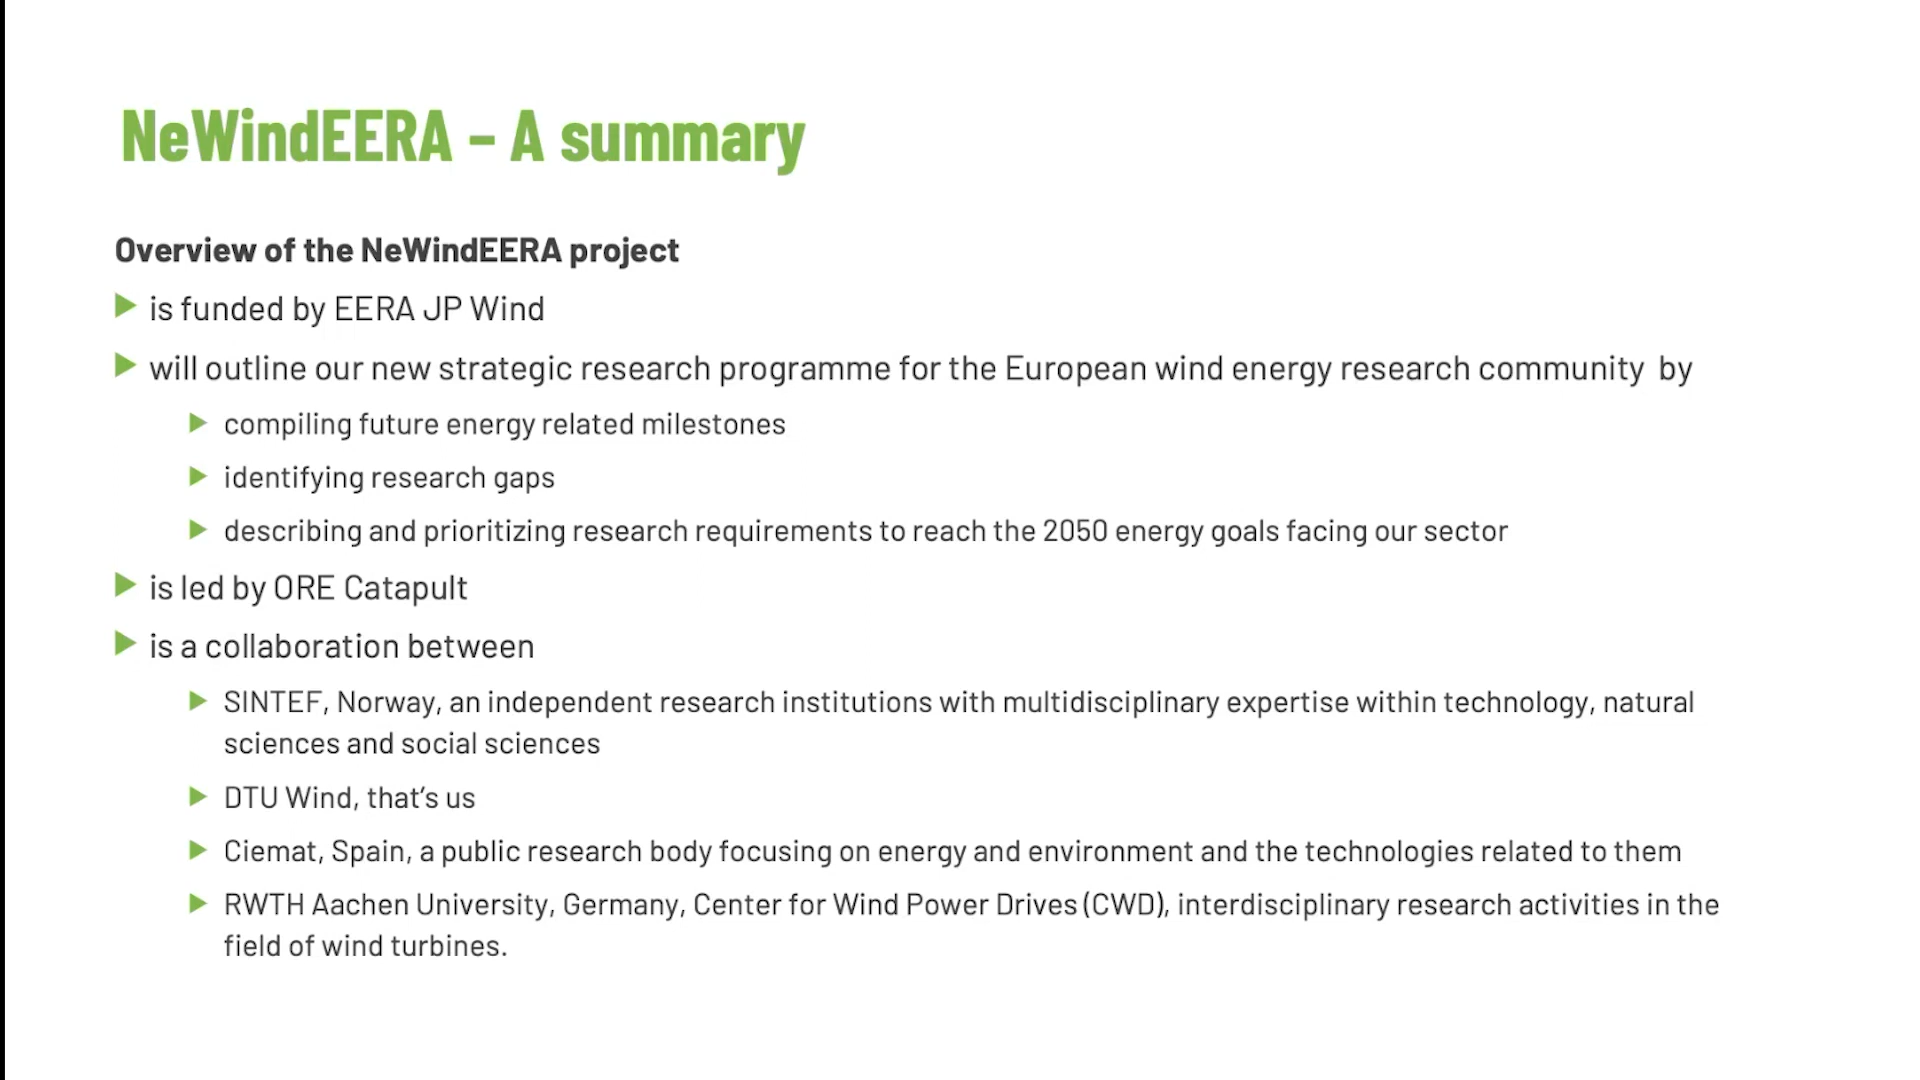 NeWindEERA – A summary
Overview of the NeWindEERA project
is funded by EERA JP Wind
will outline our new strategic research programme for the European wind energy research community by
compiling future energy related milestones
identifying research gaps
describing and prioritizing research requirements to reach the 2050 energy goals facing our sector
is led by ORE Catapult
is a collaboration between
SINTEF, Norway, an independent research institutions with multidisciplinary expertise within technology, natural
sciences and social sciences
DTU Wind, that’s us
Ciemat, Spain, a public research body focusing on energy and environment and the technologies related to them
RWTH Aachen University, Germany, Center for Wind Power Drives (CWD), interdisciplinary research activities in the
field of wind turbines.